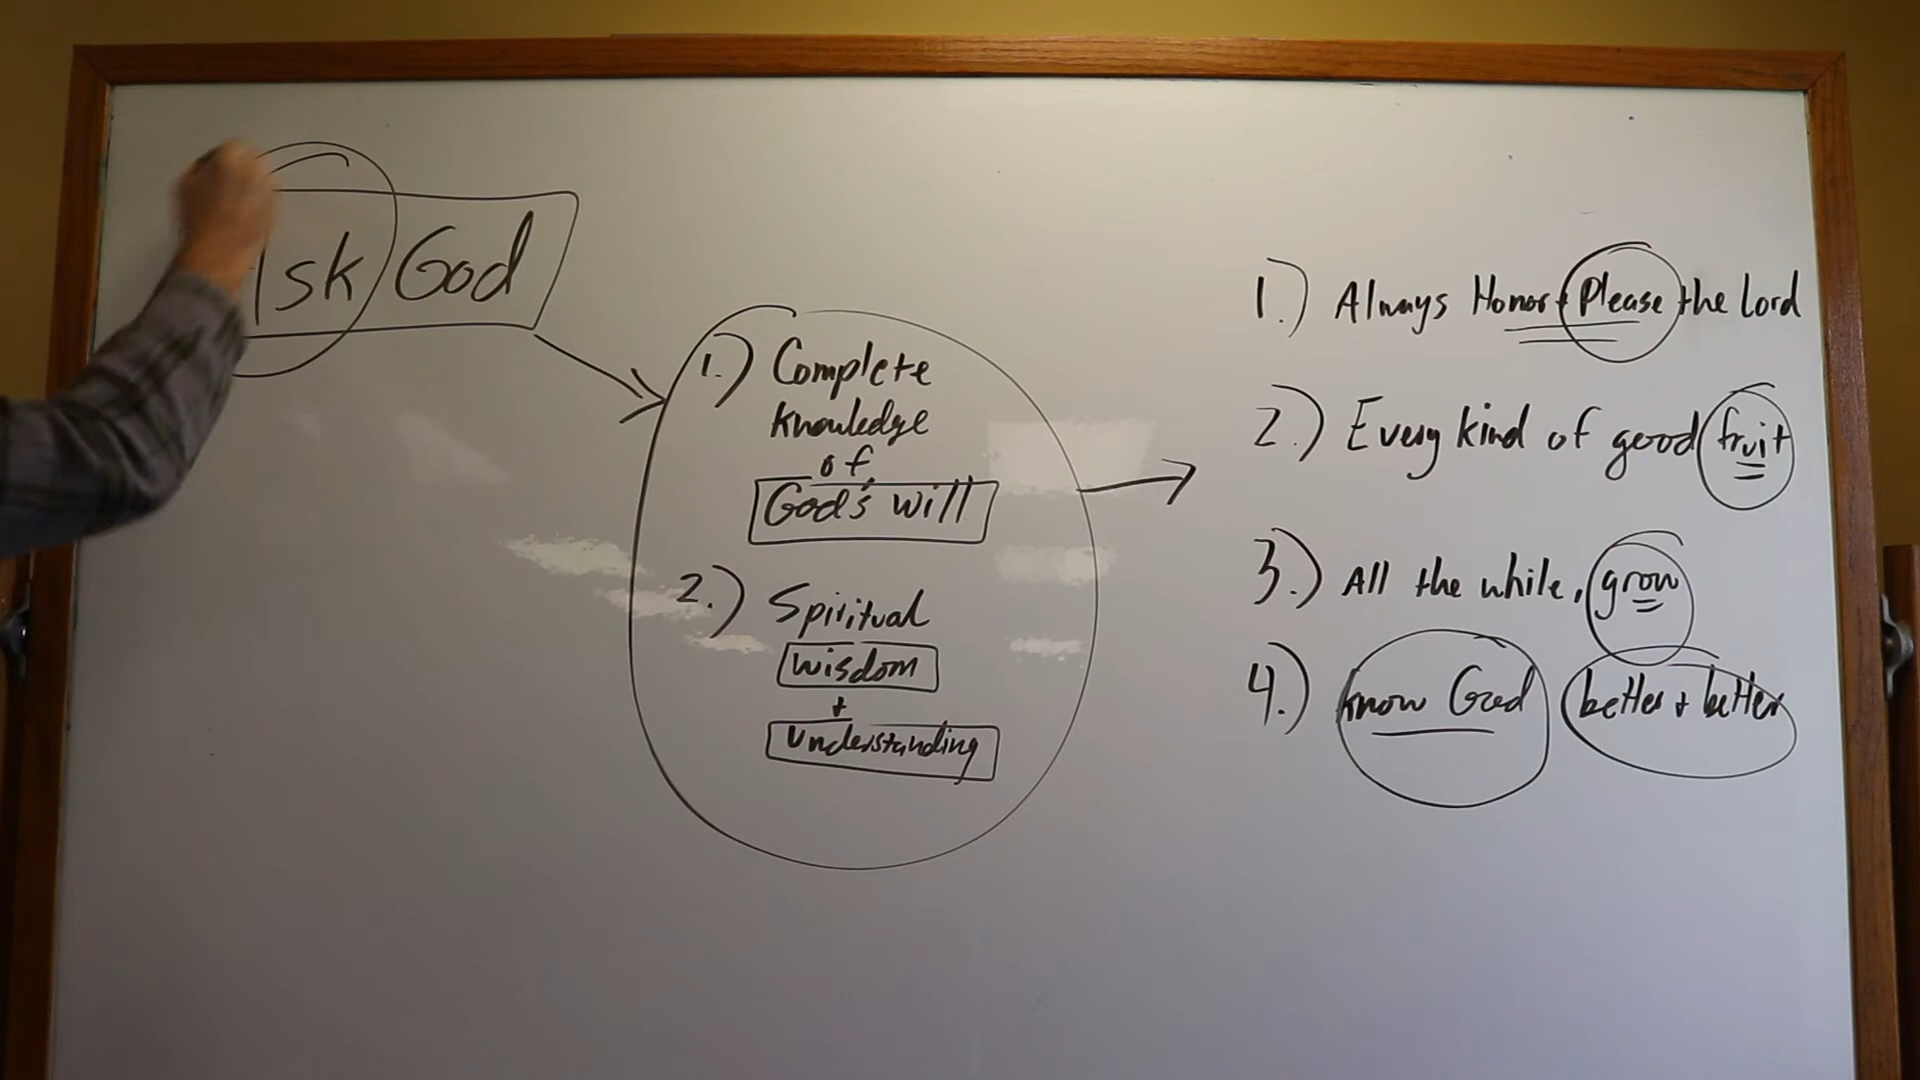 Ask God
1.) Complete
knowledge
of
God's will
2.) Spiritual
wisdom
+
understanding
1.) Always Honor + Please the Lord
2.) Every kind of good fruit
3.) All the while, grow
4.) know God better + better